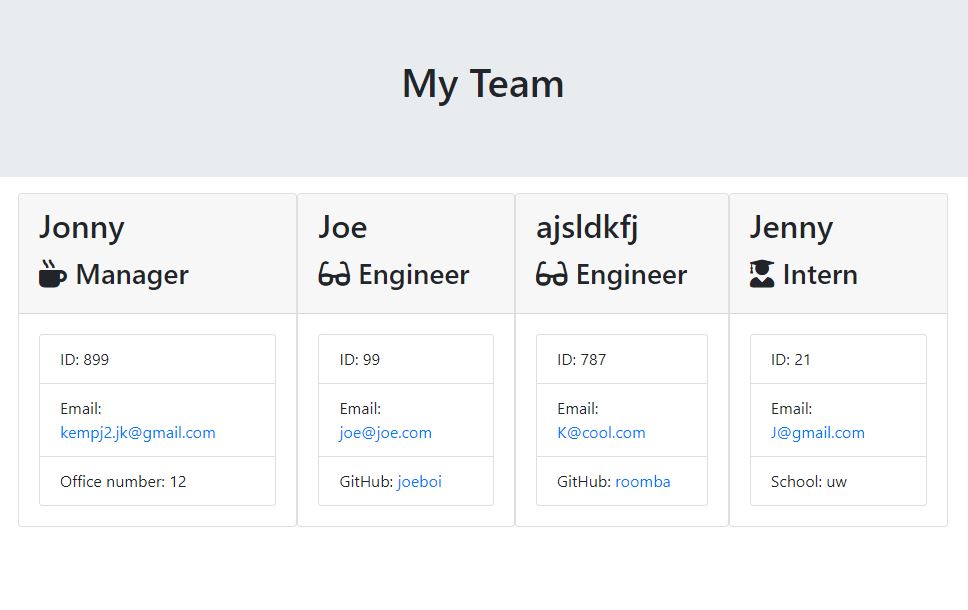 My Team
Jonny
Manager
ID: 899
Email:
kempj2.jk@gmail.com
Office number: 12
Joe
Engineer
ID: 99
Email:
joe@joe.com
GitHub: joeboi
ajsldkfj
Engineer
ID: 787
Email:
K@cool.com
GitHub: roomba
Jenny
Intern
ID: 21
Email:
J@gmail.com
School: uw